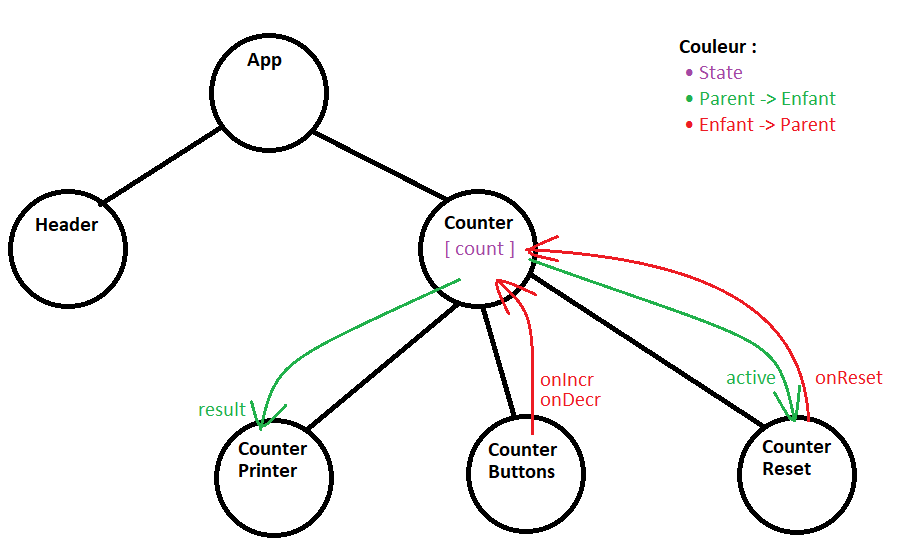 App
Couleur :
• State
• Parent -> Enfant
• Enfant -> Parent
Header
Counter
[ count ]
result
onIncr
onDecr
active
onReset
Counter
Printer
Counter
Buttons
Counter
Reset